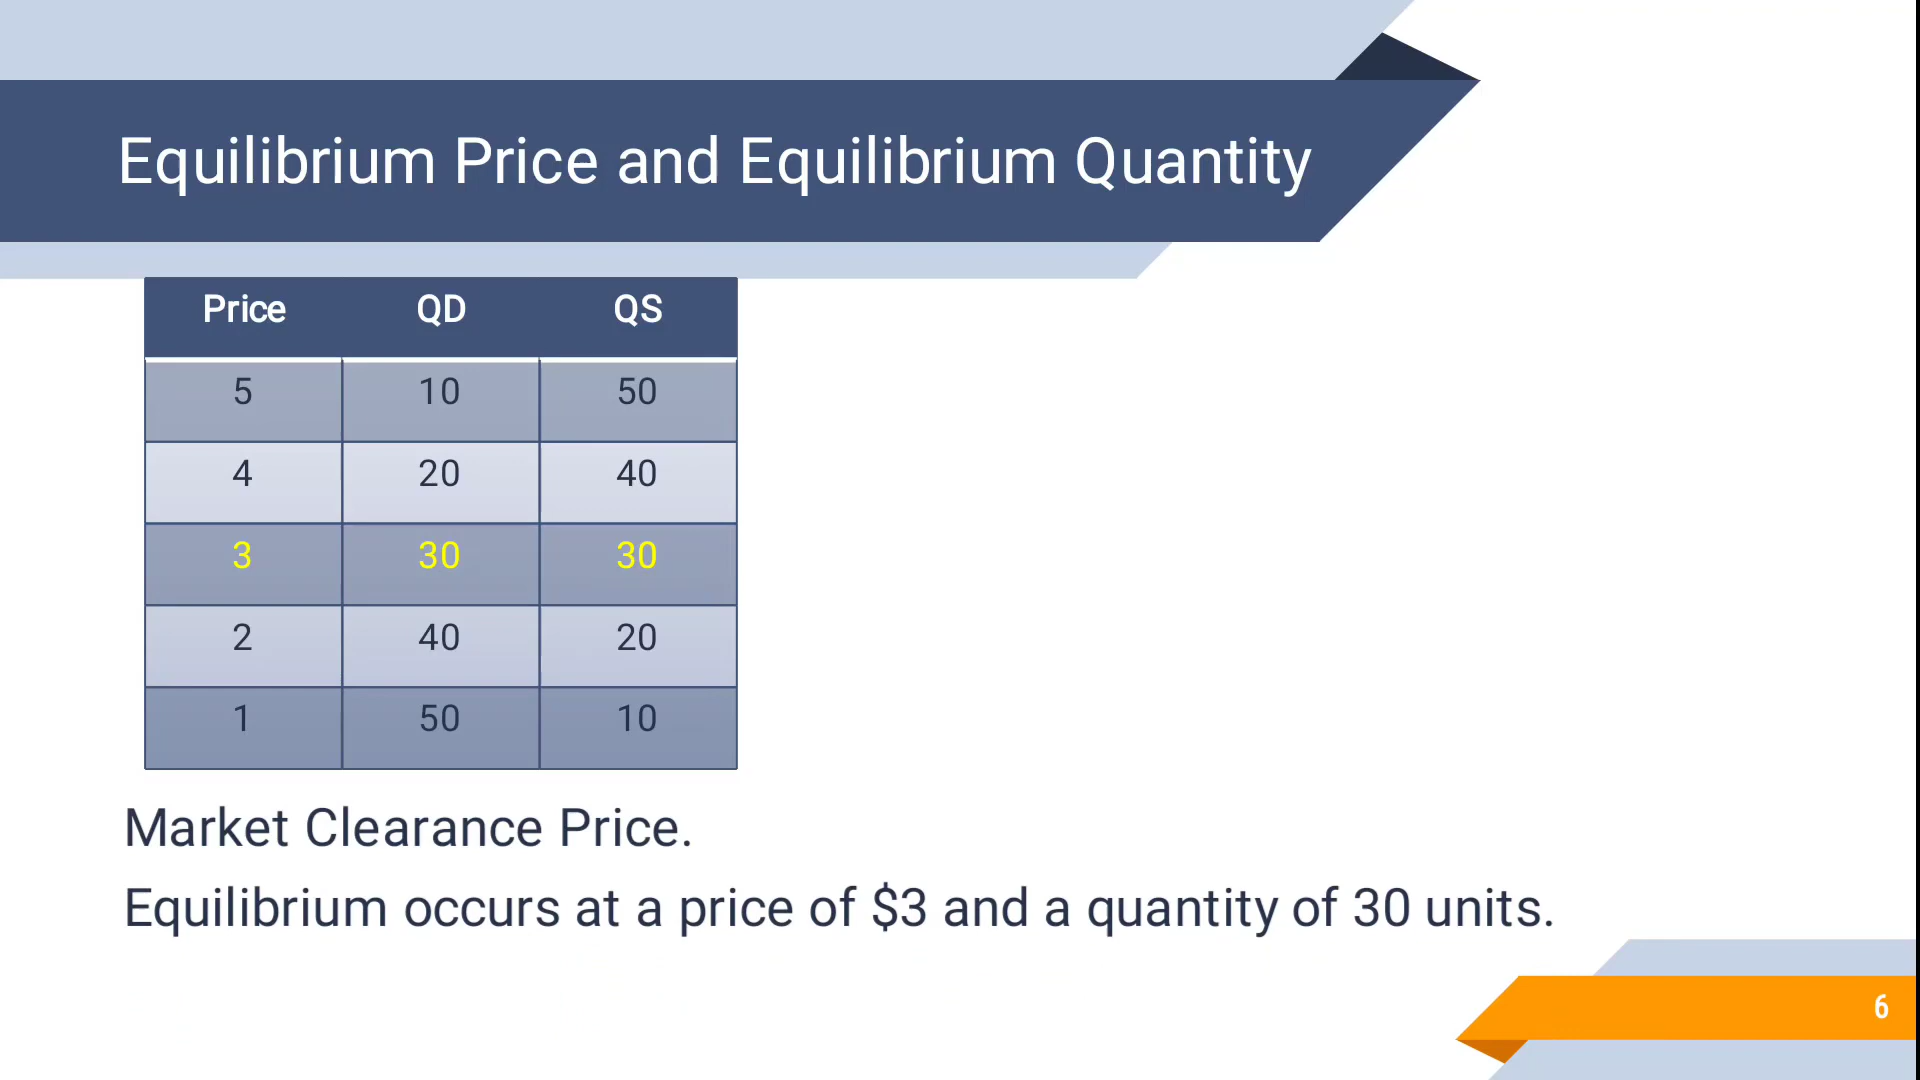 Equilibrium Price and Equilibrium Quantity
Price QD QS
5 10 50
4 20 40
3 30 30
2 40 20
1 50 10
Market Clearance Price.
Equilibrium occurs at a price of $3 and a quantity of 30 units.
6